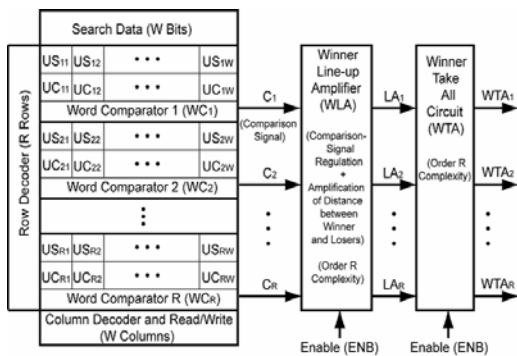 Search Data (W Bits)
Row Decoder (R Rows)
US11 US12 • • • US1W
UC11 UC12 • • • UC1W
Word Comparator 1 (WC1)
US21 US22 • • • US2W
UC21 UC22 • • • UC2W
Word Comparator 2 (WC2)
USR1 USR2 • • • USRW
UCR1 UCR2 • • • UCRW
Word Comparator R (WCR)
Column Decoder and Read/Write
(W Columns)
C1
(Comparison
Signal)
C2
CR
Winner
Line-up
Amplifier
(WLA)
(Comparison-
Signal
Regulation
+
Amplification
of Distance
between
Winner
and Losers)
(Order R
Complexity)
Enable (ENB)
LA1
LA2
LAR
Winner
Take
All
Circuit
(WTA)
(Order R
Complexity)
Enable (ENB)
WTA1
WTA2
WTAR